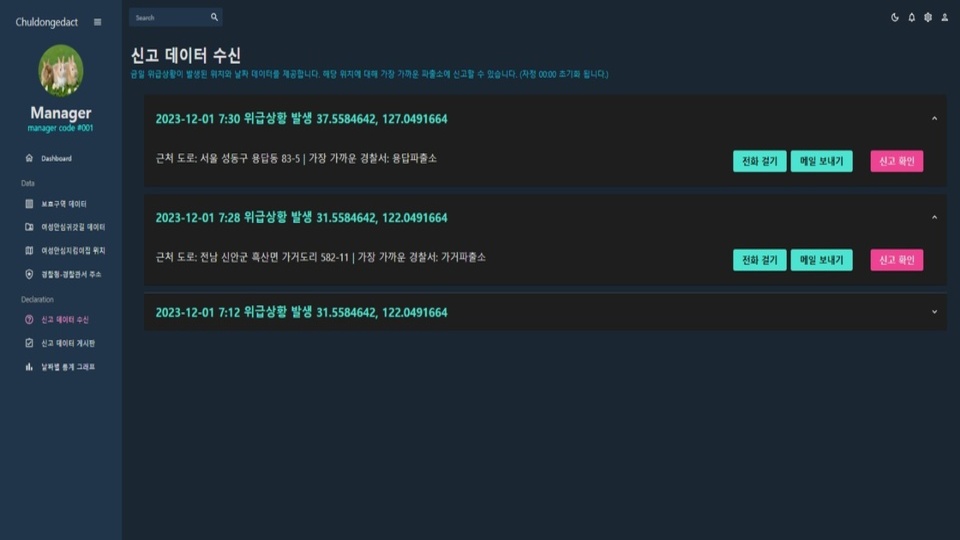 Chuldongedact
Search
Manager
manager code #001
Dashboard
Data
보호구역 데이터
여성안심귀갓길 데이터
여성안심지킴이집 위치
경찰청-경찰관서 주소
Declaration
신고 데이터 수신
신고 데이터 게시판
날짜별 통계 그래프
신고 데이터 수신
금일 위급상황이 발생된 위치와 날짜 데이터를 제공합니다. 해당 위치에 대해 가장 가까운 파출소에 신고할 수 있습니다. (자정 00:00 초기화 됩니다.)
2023-12-01 7:30 위급상황 발생 37.5584642, 127.0491664
근처 도로: 서울 성동구 용답동 83-5 | 가장 가까운 경찰서: 용답파출소
전화 걸기 메일 보내기 신고 확인
2023-12-01 7:28 위급상황 발생 31.5584642, 122.0491664
근처 도로: 전남 신안군 흑산면 가거도리 582-11 | 가장 가까운 경찰서: 가거파출소
전화 걸기 메일 보내기 신고 확인
2023-12-01 7:12 위급상황 발생 31.5584642, 122.0491664